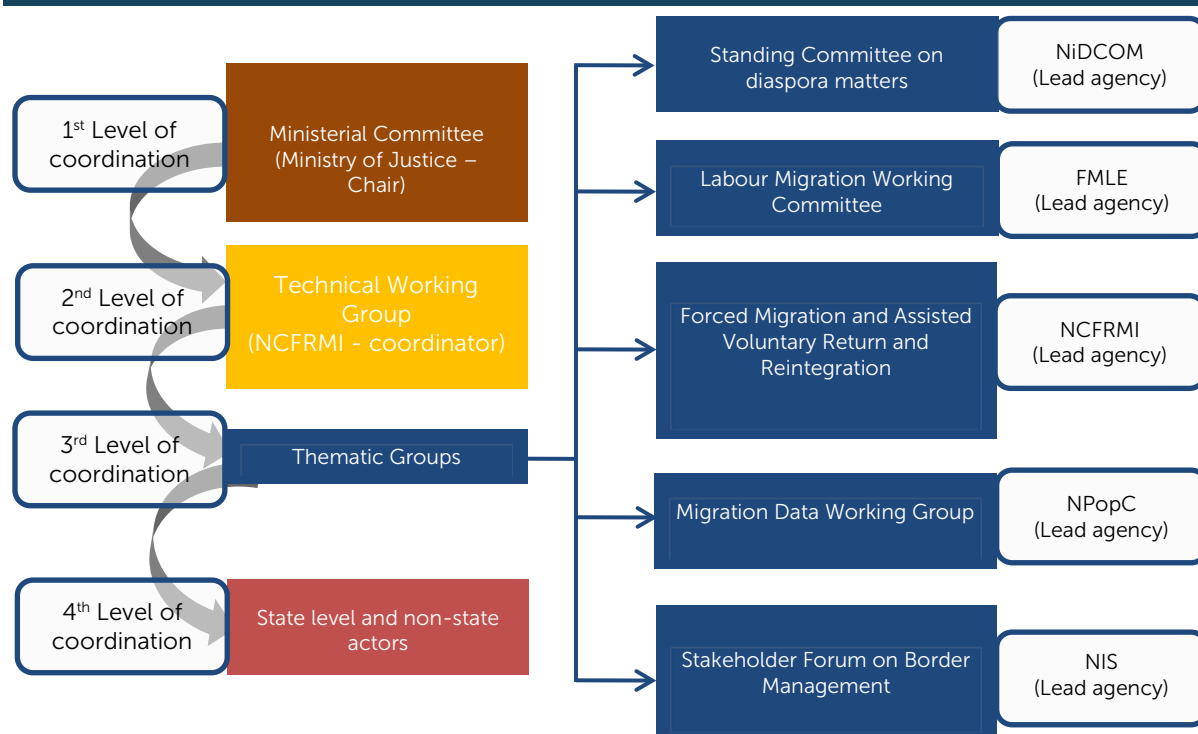 1st Level of
coordination
Ministerial Committee
(Ministry of Justice –
Chair)
2nd Level of
coordination
Technical Working
Group
(NCFRMI - coordinator)
3rd Level of
coordination
Thematic Groups
4th Level of
coordination
State level and non-state
actors
Standing Committee on
diaspora matters
NiDCOM
(Lead agency)
Labour Migration Working
Committee
FMLE
(Lead agency)
Forced Migration and Assisted
Voluntary Return and
Reintegration
NCFRMI
(Lead agency)
Migration Data Working Group
NPopC
(Lead agency)
Stakeholder Forum on Border
Management
NIS
(Lead agency)